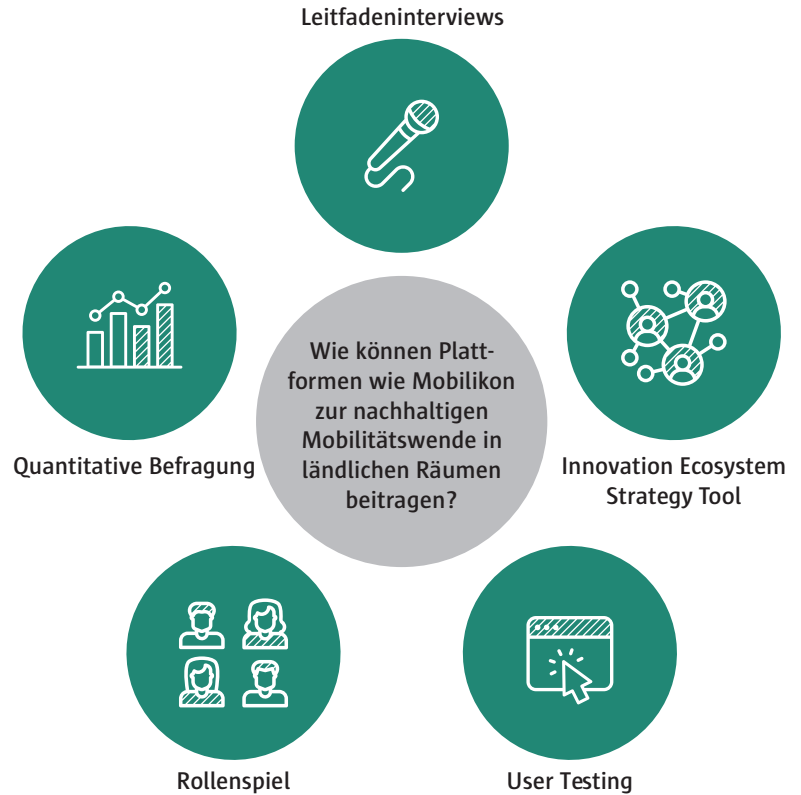 Leitfadeninterviews
Wie können Platt-
formen wie Mobilikon
zur nachhaltigen
Mobilitätswende in
ländlichen Räumen
beitragen?
Quantitative Befragung
Innovation Ecosystem
Strategy Tool
Rollenspiel
User Testing